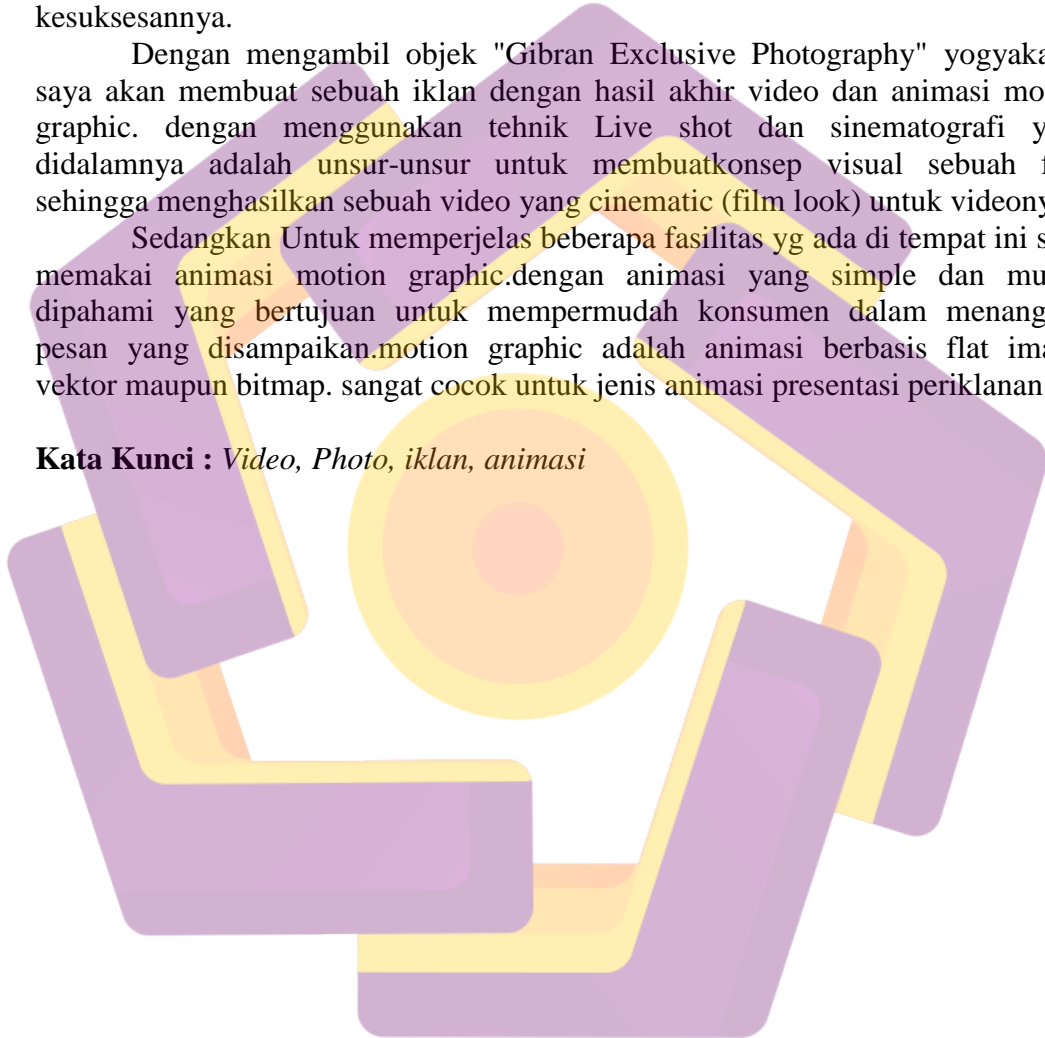 kesuksesannya.
Dengan mengambil objek "Gibran Exclusive Photography" yogyaka
saya akan membuat sebuah iklan dengan hasil akhir video dan animasi mo
graphic. dengan menggunakan tehnik Live shot dan sinematografi y
didalamnya adalah unsur-unsur untuk membuatkonsep visual sebuah f
sehingga menghasilkan sebuah video yang cinematic (film look) untuk videony
Sedangkan Untuk memperjelas beberapa fasilitas yg ada di tempat ini s
memakai animasi motion graphic.dengan animasi yang simple dan mu
dipahami yang bertujuan untuk mempermudah konsumen dalam menang
pesan yang disampaikan.motion graphic adalah animasi berbasis flat ima
vektor maupun bitmap. sangat cocok untuk jenis animasi presentasi periklanan
Kata Kunci : Video, Photo, iklan, animasi